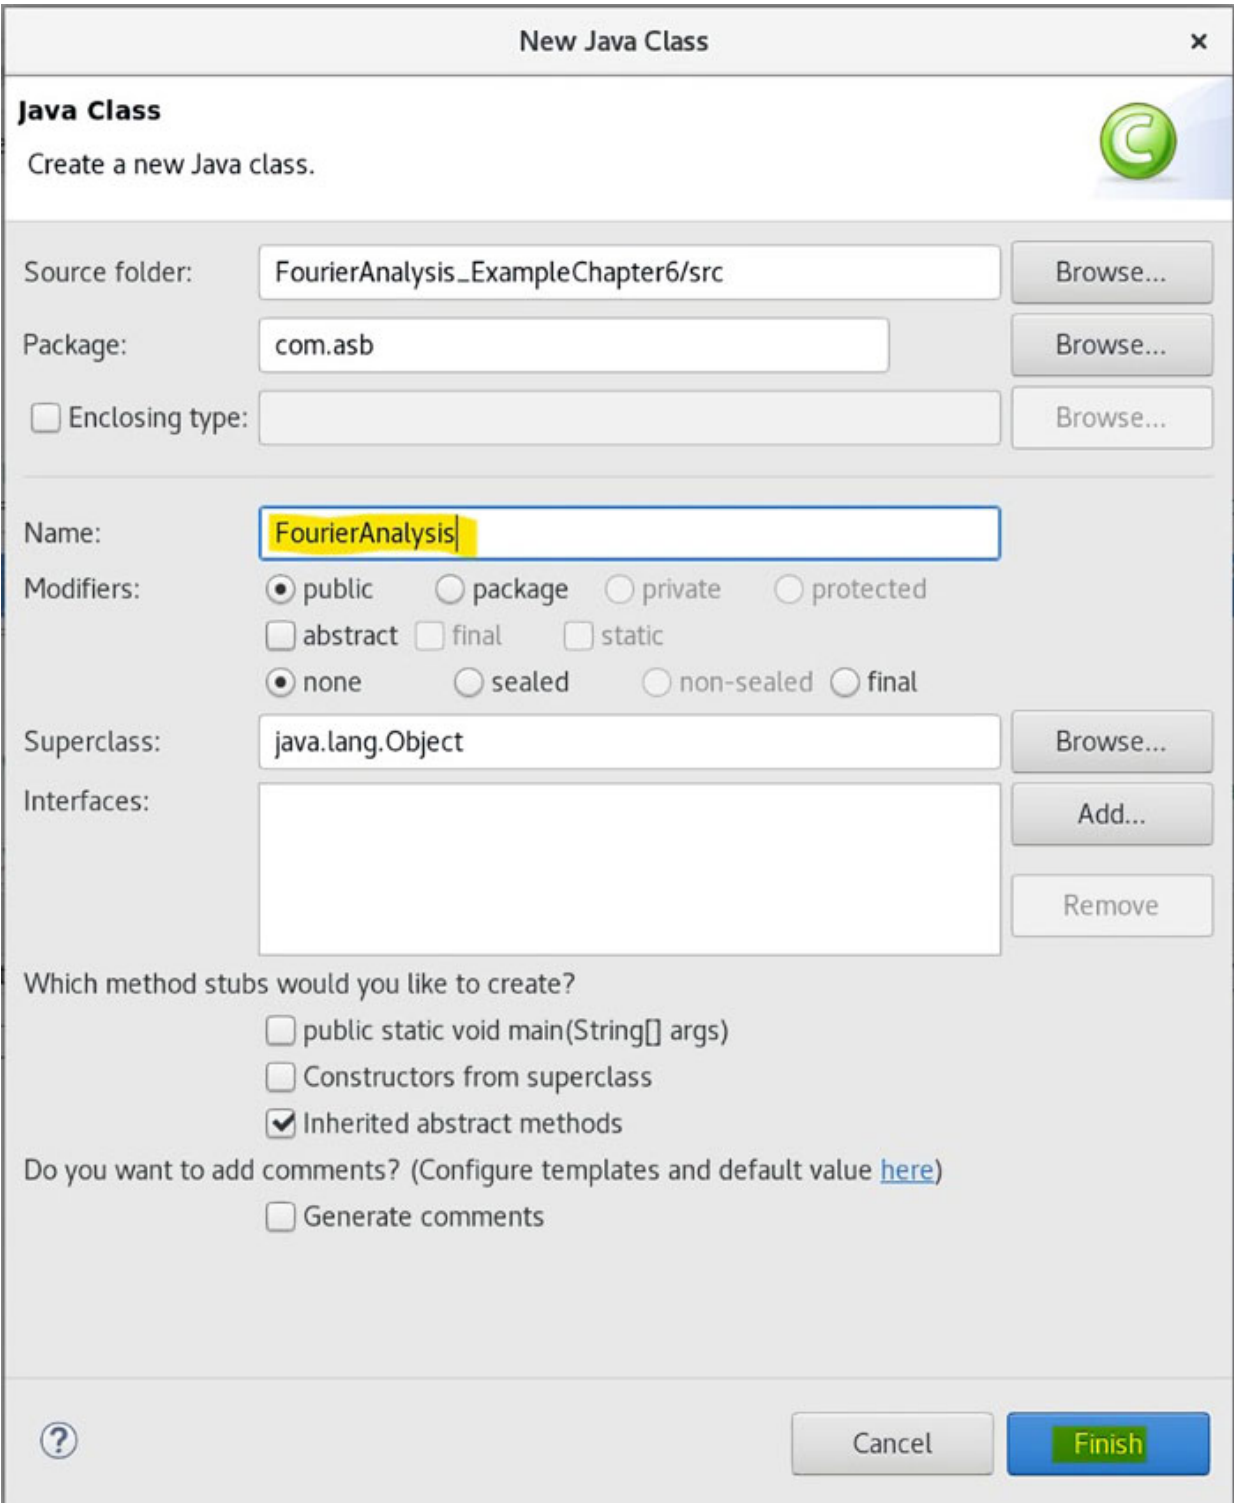 New Java Class ×
Java Class
Create a new Java class.
Source folder: FourierAnalysis_ExampleChapter6/src Browse...
Package: com.asb Browse...
Enclosing type: Browse...
Name: FourierAnalysis
Modifiers: public package private protected
abstract final static
none sealed non-sealed final
Superclass: java.lang.Object Browse...
Interfaces: Add...
Remove
Which method stubs would you like to create?
public static void main(String[] args)
Constructors from superclass
Inherited abstract methods
Do you want to add comments? (Configure templates and default value here)
Generate comments
? Cancel Finish